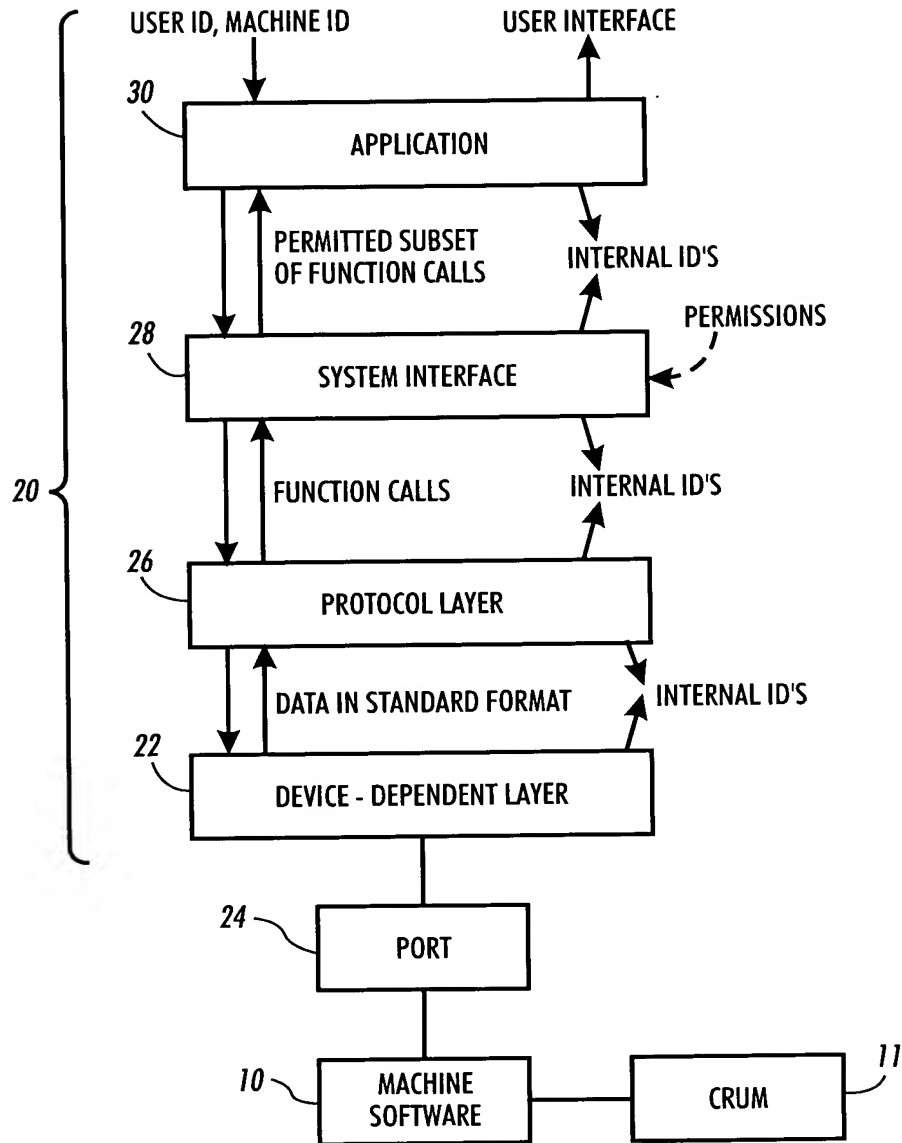 USER ID, MACHINE ID
USER INTERFACE
30
APPLICATION
PERMITTED SUBSET
OF FUNCTION CALLS
INTERNAL ID'S
PERMISSIONS
28
SYSTEM INTERFACE
20
FUNCTION CALLS
INTERNAL ID'S
26
PROTOCOL LAYER
DATA IN STANDARD FORMAT
INTERNAL ID'S
22
DEVICE - DEPENDENT LAYER
24
PORT
10
MACHINE
SOFTWARE
CRUM
11